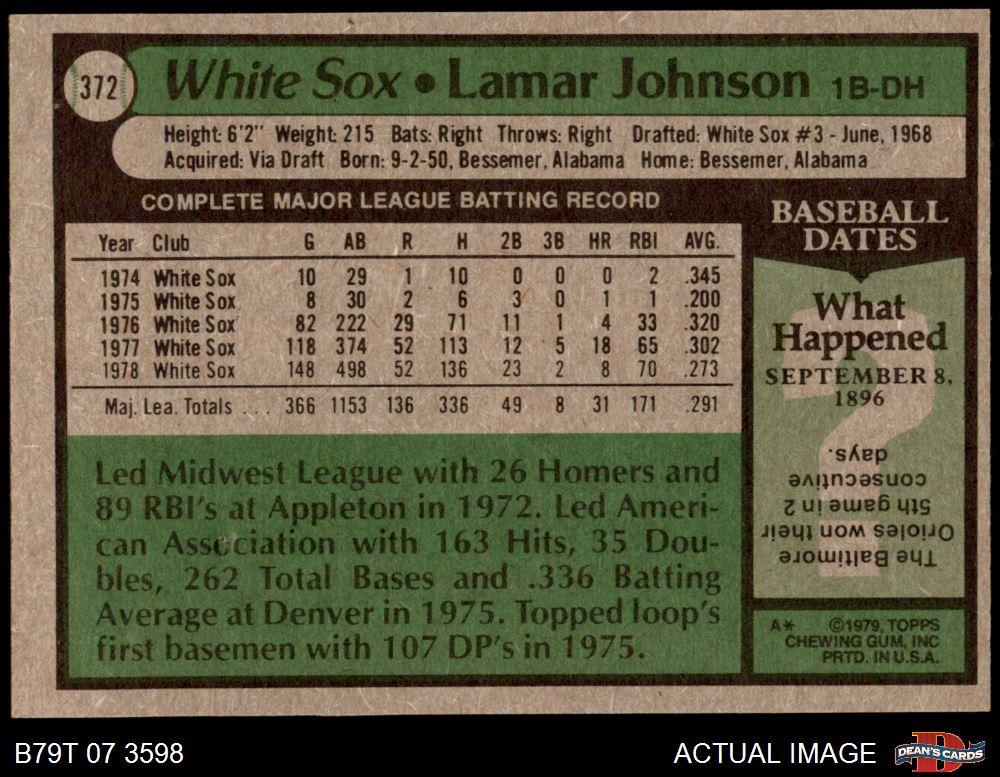 372
White Sox • Lamar Johnson 1B-DH
Height: 6'2" Weight: 215 Bats: Right Throws: Right Drafted: White Sox #3 - June, 1968
Acquired: Via Draft Born: 9-2-50, Bessemer, Alabama Home: Bessemer, Alabama
COMPLETE MAJOR LEAGUE BATTING RECORD
Year Club G AB R H 2B 3B HR RBI AVG.
1974 White Sox 10 29 1 10 0 0 0 2 .345
1975 White Sox 8 30 2 6 3 0 1 1 .200
1976 White Sox 82 222 29 71 11 1 4 33 .320
1977 White Sox 118 374 52 113 12 5 18 65 .302
1978 White Sox 148 498 52 136 23 2 8 70 .273
Maj. Lea. Totals ... 366 1153 136 336 49 8 31 171 .291
Led Midwest League with 26 Homers and
89 RBI's at Appleton in 1972. Led Ameri-
can Association with 163 Hits, 35 Dou-
bles, 262 Total Bases and .336 Batting
Average at Denver in 1975. Topped loop's
first basemen with 107 DP's in 1975.
BASEBALL
DATES
What
Happened
SEPTEMBER 8,
1896
?
The Baltimore
Orioles won their
5th game in 2
consecutive
days.
A* ©1979, TOPPS
CHEWING GUM, INC
PRTD. IN U.S.A.
B79T 07 3598
ACTUAL IMAGE
D
DEAN'S CARDS